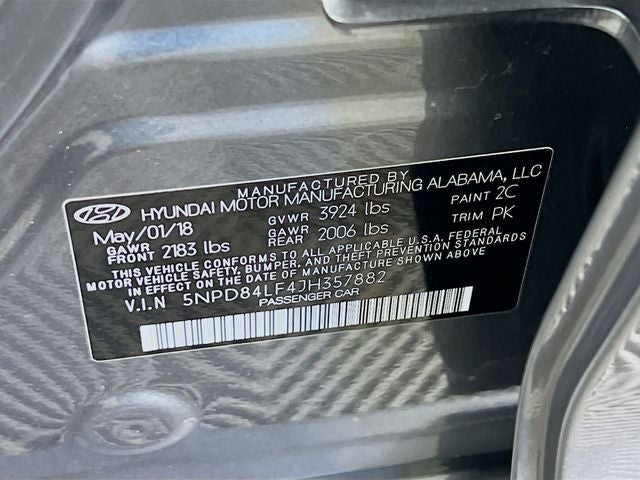 MANUFACTURED BY
HYUNDAI MOTOR MANUFACTURING ALABAMA, LLC
May/01/18 GVWR 3924 lbs PAINT 2C
GAWR FRONT 2183 lbs GAWR REAR 2006 lbs TRIM PK
THIS VEHICLE CONFORMS TO ALL APPLICABLE U.S.A. FEDERAL
MOTOR VEHICLE SAFETY, BUMPER, AND THEFT PREVENTION STANDARDS
IN EFFECT ON THE DATE OF MANUFACTURE SHOWN ABOVE.
V.I.N 5NPD84LF4JH357882
PASSENGER CAR